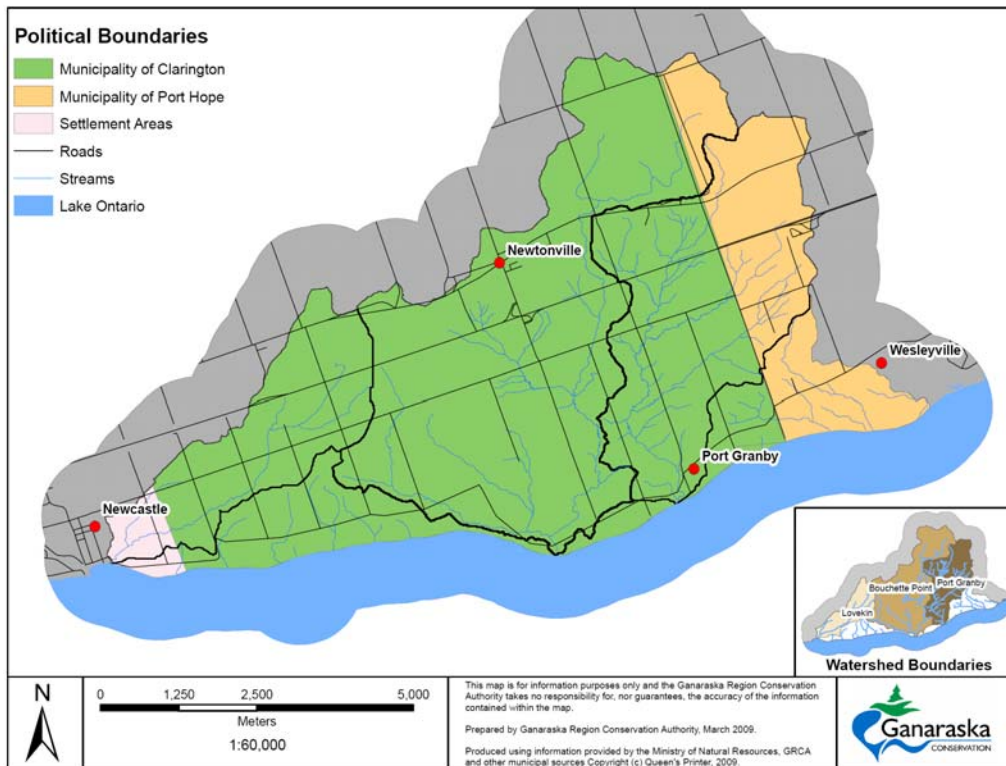 Political Boundaries
Municipality of Clarington
Municipality of Port Hope
Settlement Areas
Roads
Streams
Lake Ontario
Newtonville
Wesleyville
Port Granby
Newcastle
Port Granby
Bouchette Point
Lovekin
Watershed Boundaries
N
0 1,250 2,500 5,000
Meters
1:60,000
This map is for information purposes only and the Ganaraska Region Conservation
Authority takes no responsibility for, nor guarantees, the accuracy of the information
contained within the map.
Prepared by Ganaraska Region Conservation Authority, March 2009.
Produced using information provided by the Ministry of Natural Resources, GRCA
and other municipal sources Copyright (c) Queen's Printer, 2009.
Ganaraska
CONSERVATION